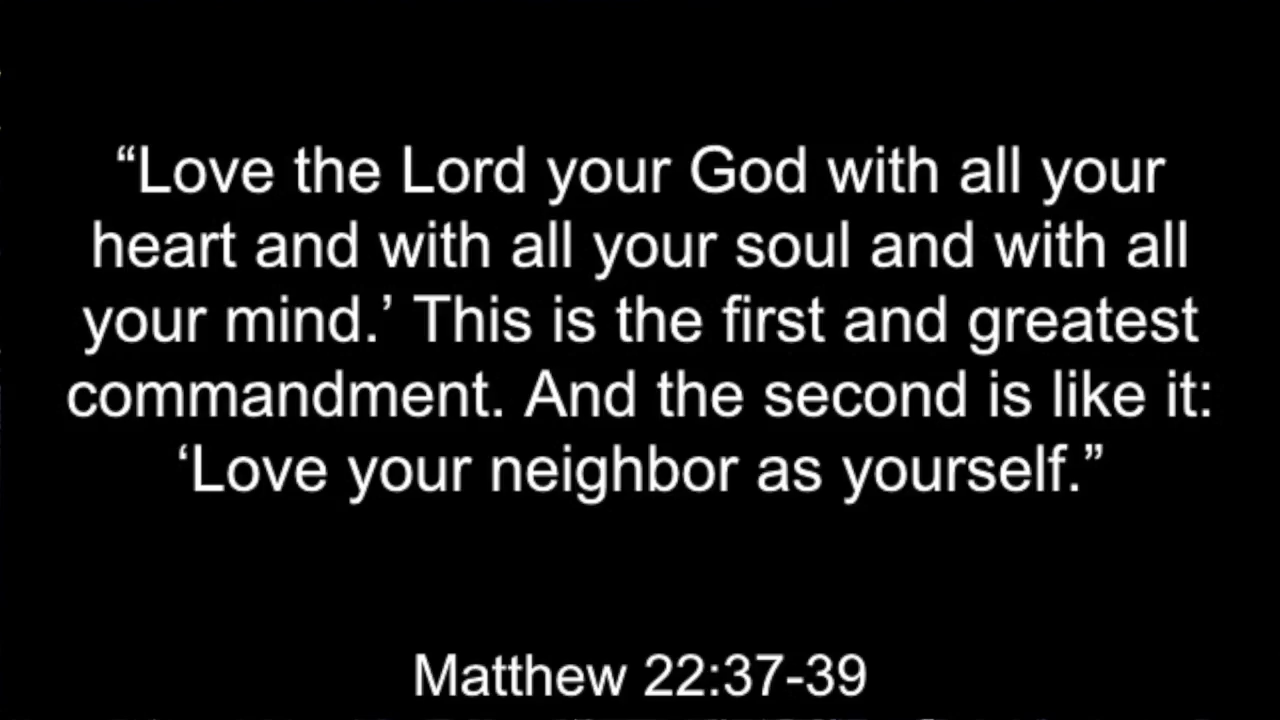 “Love the Lord your God with all your
heart and with all your soul and with all
your mind.’ This is the first and greatest
commandment. And the second is like it:
‘Love your neighbor as yourself.”
Matthew 22:37-39